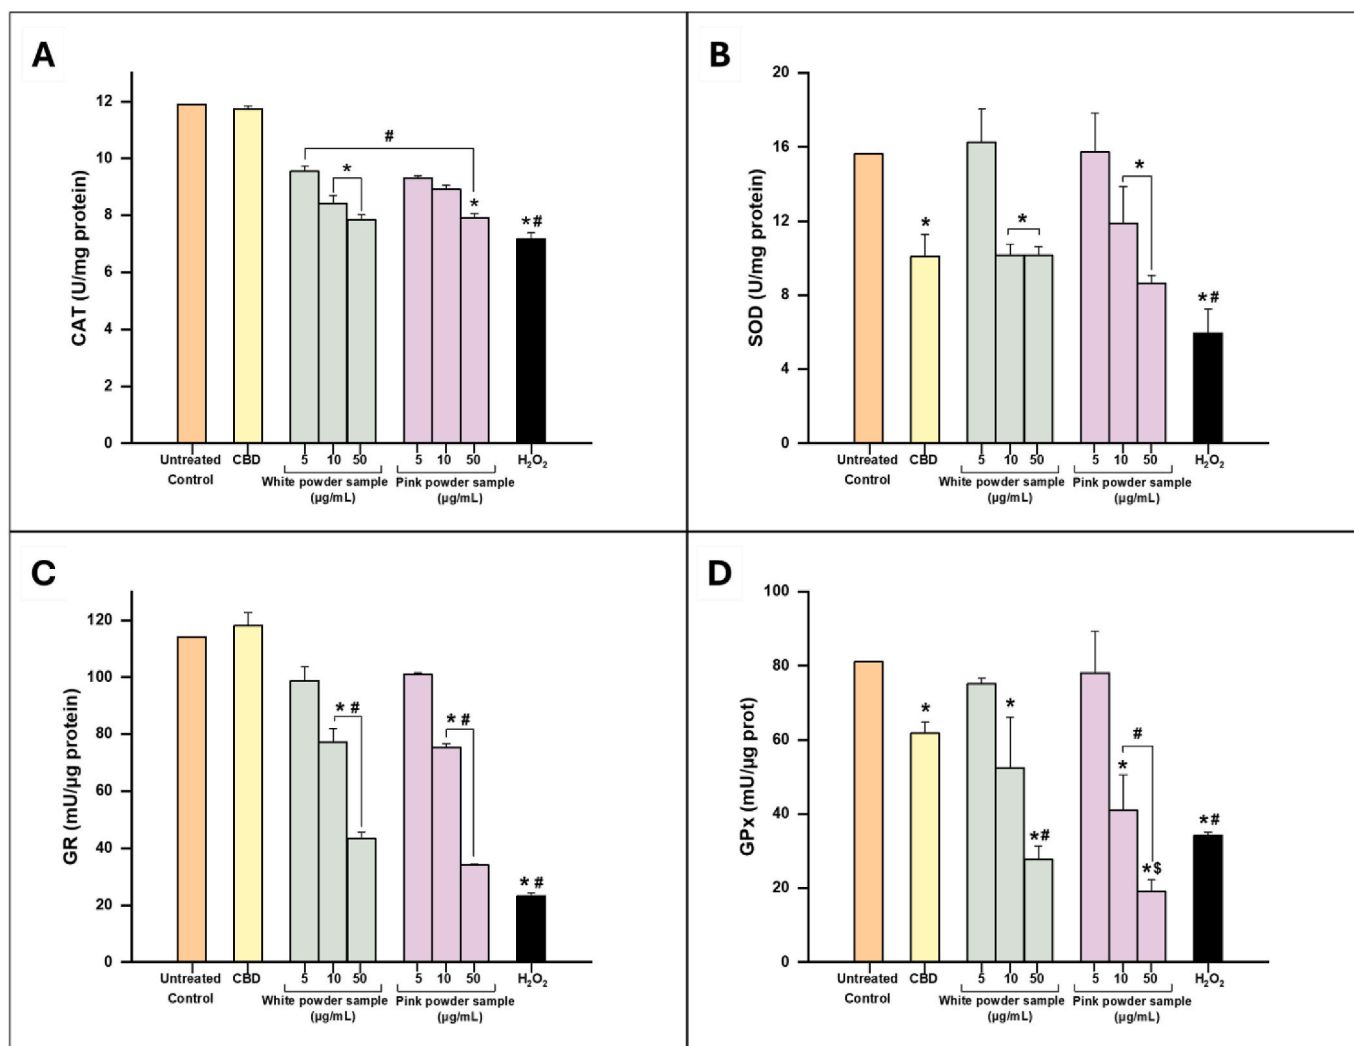 A
CAT (U/mg protein)
12
10
8
6
4
2
0
#
*
*
*#
Untreated
Control
CBD
5 10 50
White powder sample
(µg/mL)
5 10 50
Pink powder sample
(µg/mL)
H₂O₂
B
SOD (U/mg protein)
20
16
12
8
4
0
*
*
*
*#
Untreated
Control
CBD
5 10 50
White powder sample
(µg/mL)
5 10 50
Pink powder sample
(µg/mL)
H₂O₂
C
GR (mU/µg protein)
120
100
80
60
40
20
0
* #
* #
* #
Untreated
Control
CBD
5 10 50
White powder sample
(µg/mL)
5 10 50
Pink powder sample
(µg/mL)
H₂O₂
D
GPx (mU/µg prot)
100
80
60
40
20
0
*
*
*#
#
*
*$
*#
Untreated
Control
CBD
5 10 50
White powder sample
(µg/mL)
5 10 50
Pink powder sample
(µg/mL)
H₂O₂